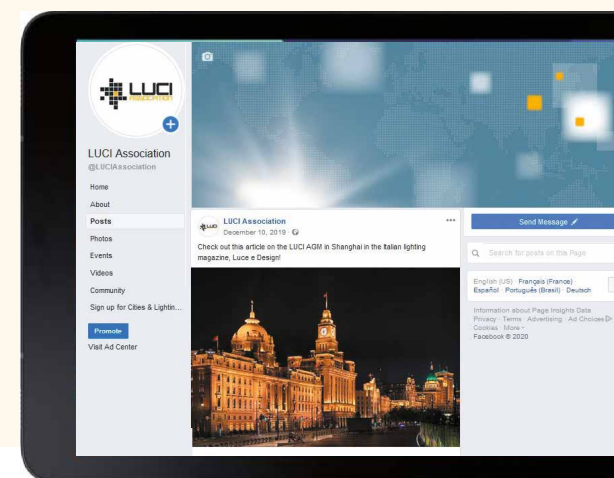 LUCI
ASSOCIATION
LUCI Association
@LUCIAssociation
Home
About
Posts
Photos
Events
Videos
Community
Sign up for Cities & Lightin...
Promote
Visit Ad Center
LUCI
LUCI Association
December 10, 2019 ·
Check out this article on the LUCI AGM in Shanghai in the Italian lighting
magazine, Luce e Design!
Send Message
Search for posts on this Page
English (US) · Français (France) ·
Español · Português (Brasil) · Deutsch
Information about Page Insights Data
Privacy · Terms · Advertising · Ad Choices
Cookies · More
Facebook © 2020